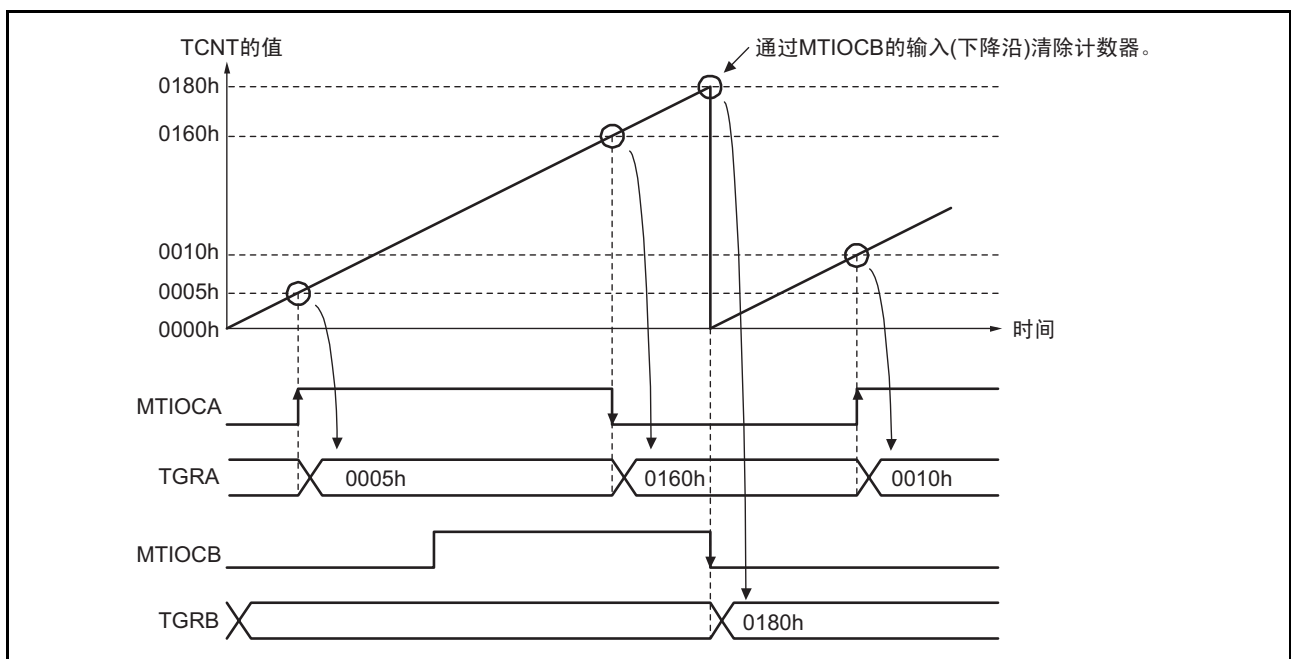 TCNT的值
通过MTIOCB的输入(下降沿)清除计数器。
0180h
0160h
0010h
0005h
0000h
时间
MTIOCA
TGRA
0005h
0160h
0010h
MTIOCB
TGRB
0180h